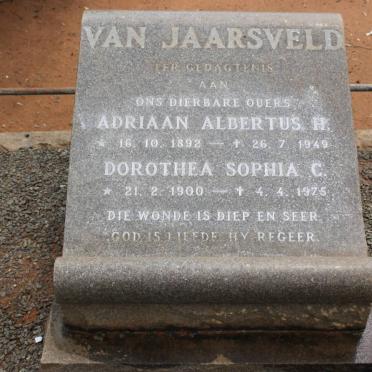 VAN JAARSVELD
TER GEDAGTENIS
AAN
ONS DIERBARE OUERS
ADRIAAN ALBERTUS H.
* 16. 10. 1892 — † 26. 7. 1949
DOROTHEA SOPHIA C.
* 21. 2. 1900 — † 4. 4. 1975
DIE WONDE IS DIEP EN SEER,
GOD IS LIEFDE HY REGEER.